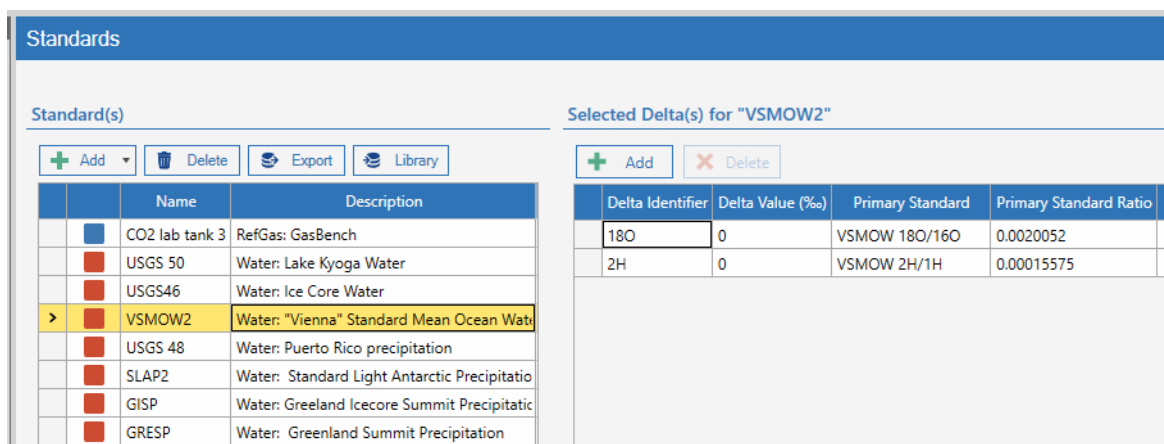 Standards
Standard(s)
Add Delete Export Library
Name Description
CO2 lab tank 3 RefGas: GasBench
USGS 50 Water: Lake Kyoga Water
USGS46 Water: Ice Core Water
VSMOW2 Water: "Vienna" Standard Mean Ocean Wate
USGS 48 Water: Puerto Rico precipitation
SLAP2 Water: Standard Light Antarctic Precipitatio
GISP Water: Greeland Icecore Summit Precipitatic
GRESP Water: Greenland Summit Precipitation
Selected Delta(s) for "VSMOW2"
Add Delete
Delta Identifier Delta Value (‰) Primary Standard Primary Standard Ratio
18O 0 VSMOW 18O/16O 0.0020052
2H 0 VSMOW 2H/1H 0.00015575